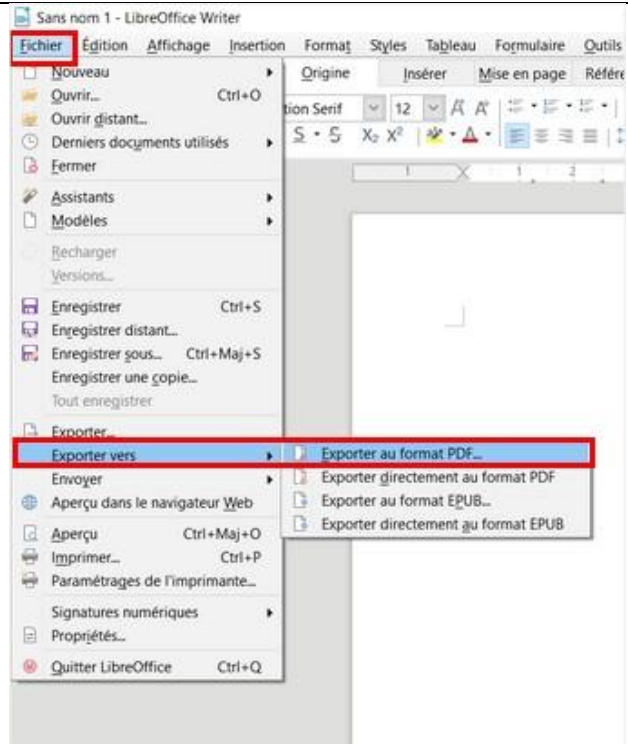 Sans nom 1 - LibreOffice Writer
Fichier Édition Affichage Insertion Format Styles Tableau Formulaire Outils
Origine Insérer Mise en page Référe
tion Serif 12
Nouveau
Ouvrir... Ctrl+O
Ouvrir distant...
Derniers documents utilisés
Fermer
Assistants
Modèles
Recharger
Versions...
Enregistrer Ctrl+S
Enregistrer distant...
Enregistrer sous... Ctrl+Maj+S
Enregistrer une copie...
Tout enregistrer
Exporter...
Exporter vers
Exporter au format PDF...
Exporter directement au format PDF
Exporter au format EPUB...
Exporter directement au format EPUB
Envoyer
Aperçu dans le navigateur Web
Aperçu Ctrl+Maj+O
Imprimer... Ctrl+P
Paramétrages de l'imprimante...
Signatures numériques
Propriétés...
Quitter LibreOffice Ctrl+Q